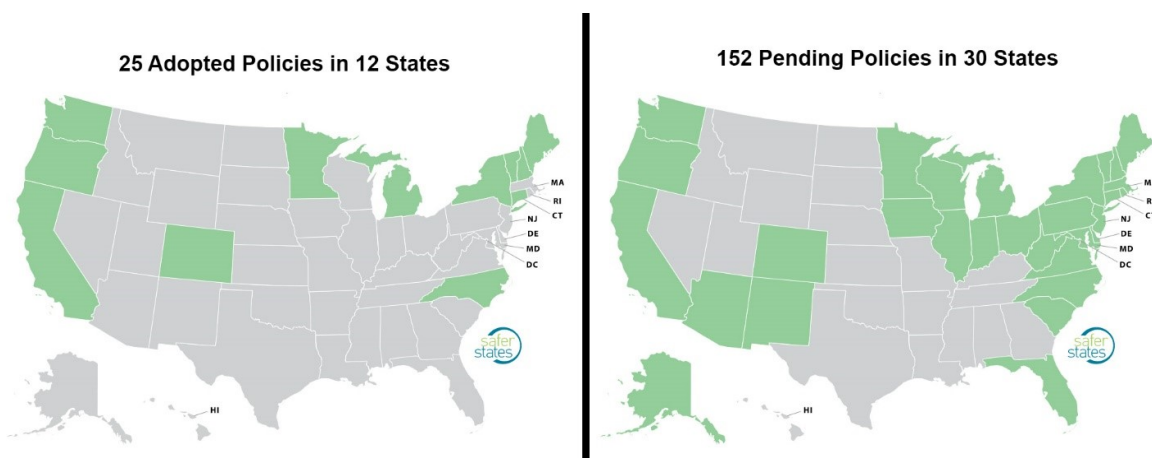 25 Adopted Policies in 12 States
MA
RI
CT
NJ
DE
MD
DC
safer
states
HI
152 Pending Policies in 30 States
M
R
CT
NJ
DE
MD
DC
safer
states
HI